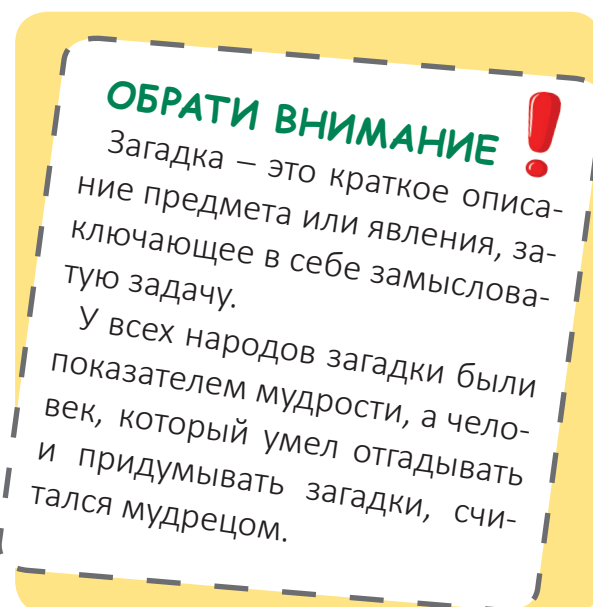 ОБРАТИ ВНИМАНИЕ
Загадка – это краткое описа-
ние предмета или явления, за-
ключающее в себе замыслова-
тую задачу.
У всех народов загадки были
показателем мудрости, а чело-
век, который умел отгадывать
и придумывать загадки, счи-
тался мудрецом.